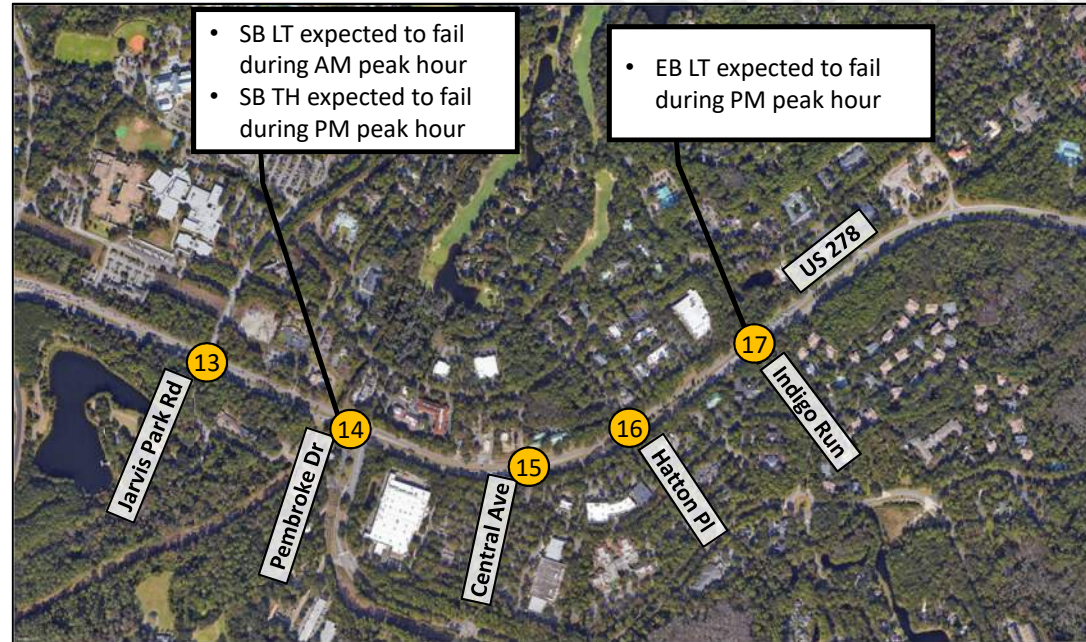 • SB LT expected to fail
during AM peak hour
• SB TH expected to fail
during PM peak hour
• EB LT expected to fail
during PM peak hour
US 278
13
14
15
16
17
Jarvis Park Rd
Pembroke Dr
Central Ave
Hatton Pl
Indigo Run